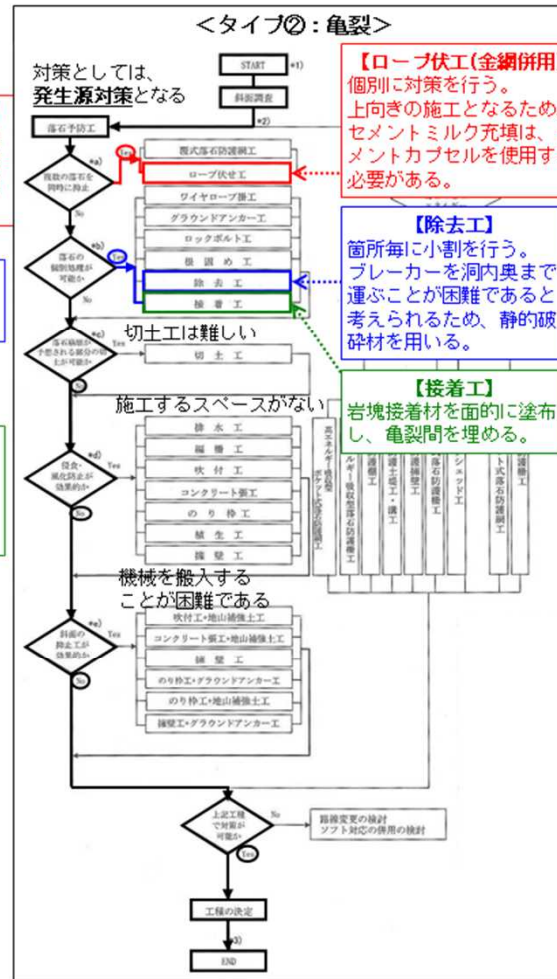 ＜タイプ②：亀裂＞
対策としては、
発生源対策となる
START *1)
斜面調査
*2)
落石予防工
*a)
複数の落石を
同時に抑止
Yes
No
覆式落石防護網工
ロープ伏せ工
*b)
落石の
個別処理が
可能か
Yes
No
ワイヤロープ掛工
グラウンドアンカー工
ロックボルト工
根固め工
除去工
接着工
*c)
落石崩壊が
予想される部分の切
土が可能か
Yes
No
切土工は難しい
切土工
施工するスペースがない
*d)
侵食・
風化防止が
効果的か
Yes
No
排水工
編柵工
吹付工
コンクリート張工
のり枠工
植生工
擁壁工
機械を搬入する
ことが困難である
*e)
斜面の
抑止工が
効果的か
Yes
No
吹付工+地山補強土工
コンクリート張工+地山補強土工
擁壁工
のり枠工+グラウンドアンカー工
のり枠工+地山補強土工
擁壁工+グラウンドアンカー工
上記工種
で対策が
可能か
No
Yes
路線変更の検討
ソフト対応の併用の検討
工種の決定
*3)
END
【ロープ伏工(金網併用
個別に対策を行う。
上向きの施工となるため
セメントミルク充填は、
メントカプセルを使用す
必要がある。
【除去工】
箇所毎に小割を行う。
ブレーカーを洞内奥まで
運ぶことが困難であると
考えられるため、静的破
砕材を用いる。
【接着工】
岩塊接着材を面的に塗布
し、亀裂間を埋める。